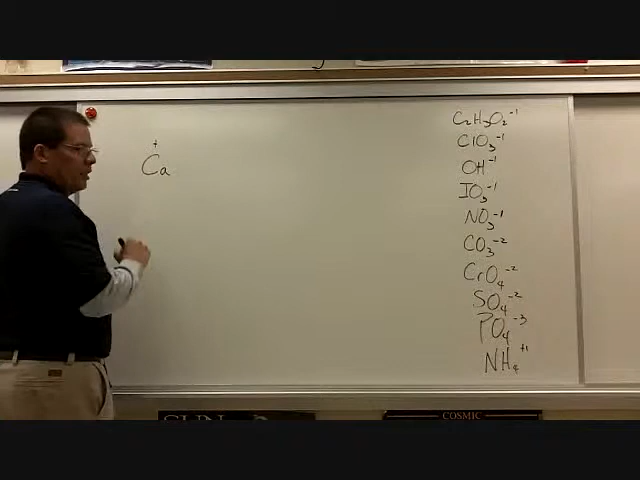 +
Ca
C₂H₃O₂⁻¹
ClO₃⁻¹
OH⁻¹
IO₃⁻¹
NO₃⁻¹
CO₃⁻²
CrO₄⁻²
SO₄⁻²
PO₄⁻³
NH₄⁺¹
COSMIC